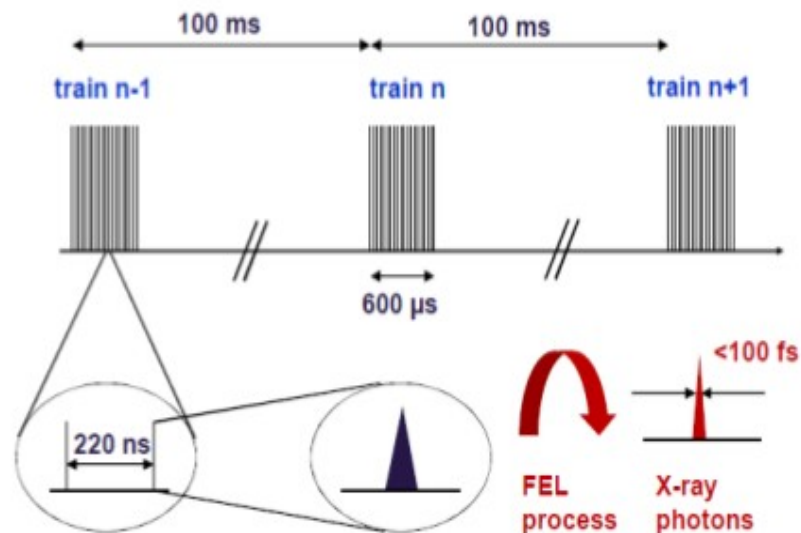 100 ms
100 ms
train n-1
train n
train n+1
600 µs
<100 fs
220 ns
FEL
process
X-ray
photons